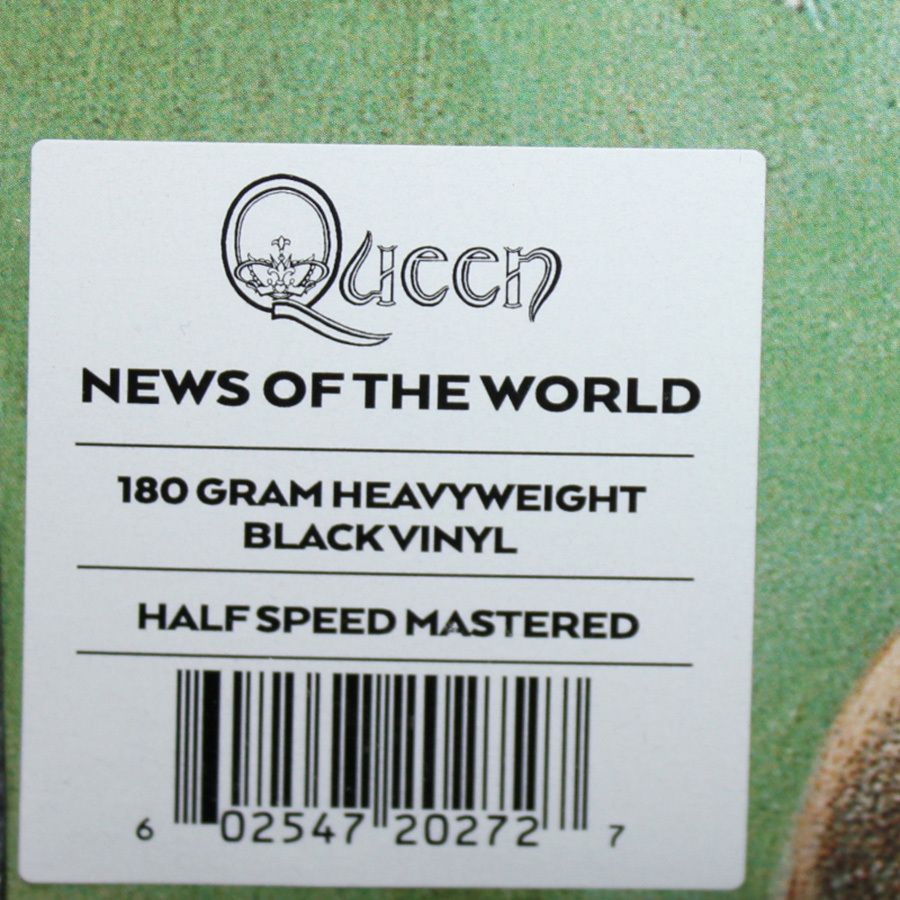 Queen
NEWS OF THE WORLD
180 GRAM HEAVYWEIGHT
BLACK VINYL
HALF SPEED MASTERED
6 02547 20272 7